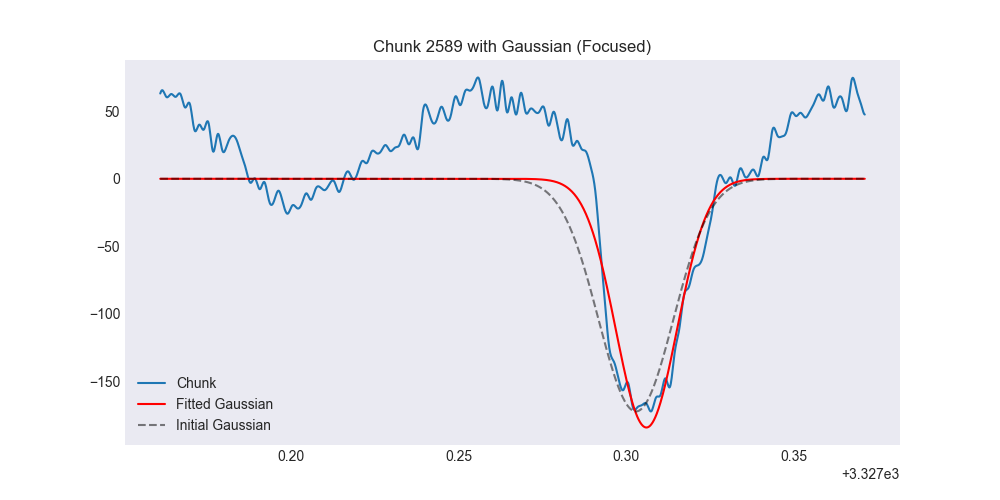 Chunk 2589 with Gaussian (Focused)
50
0
−50
−100
−150
Chunk
Fitted Gaussian
Initial Gaussian
0.20 0.25 0.30 0.35
+3.327e3